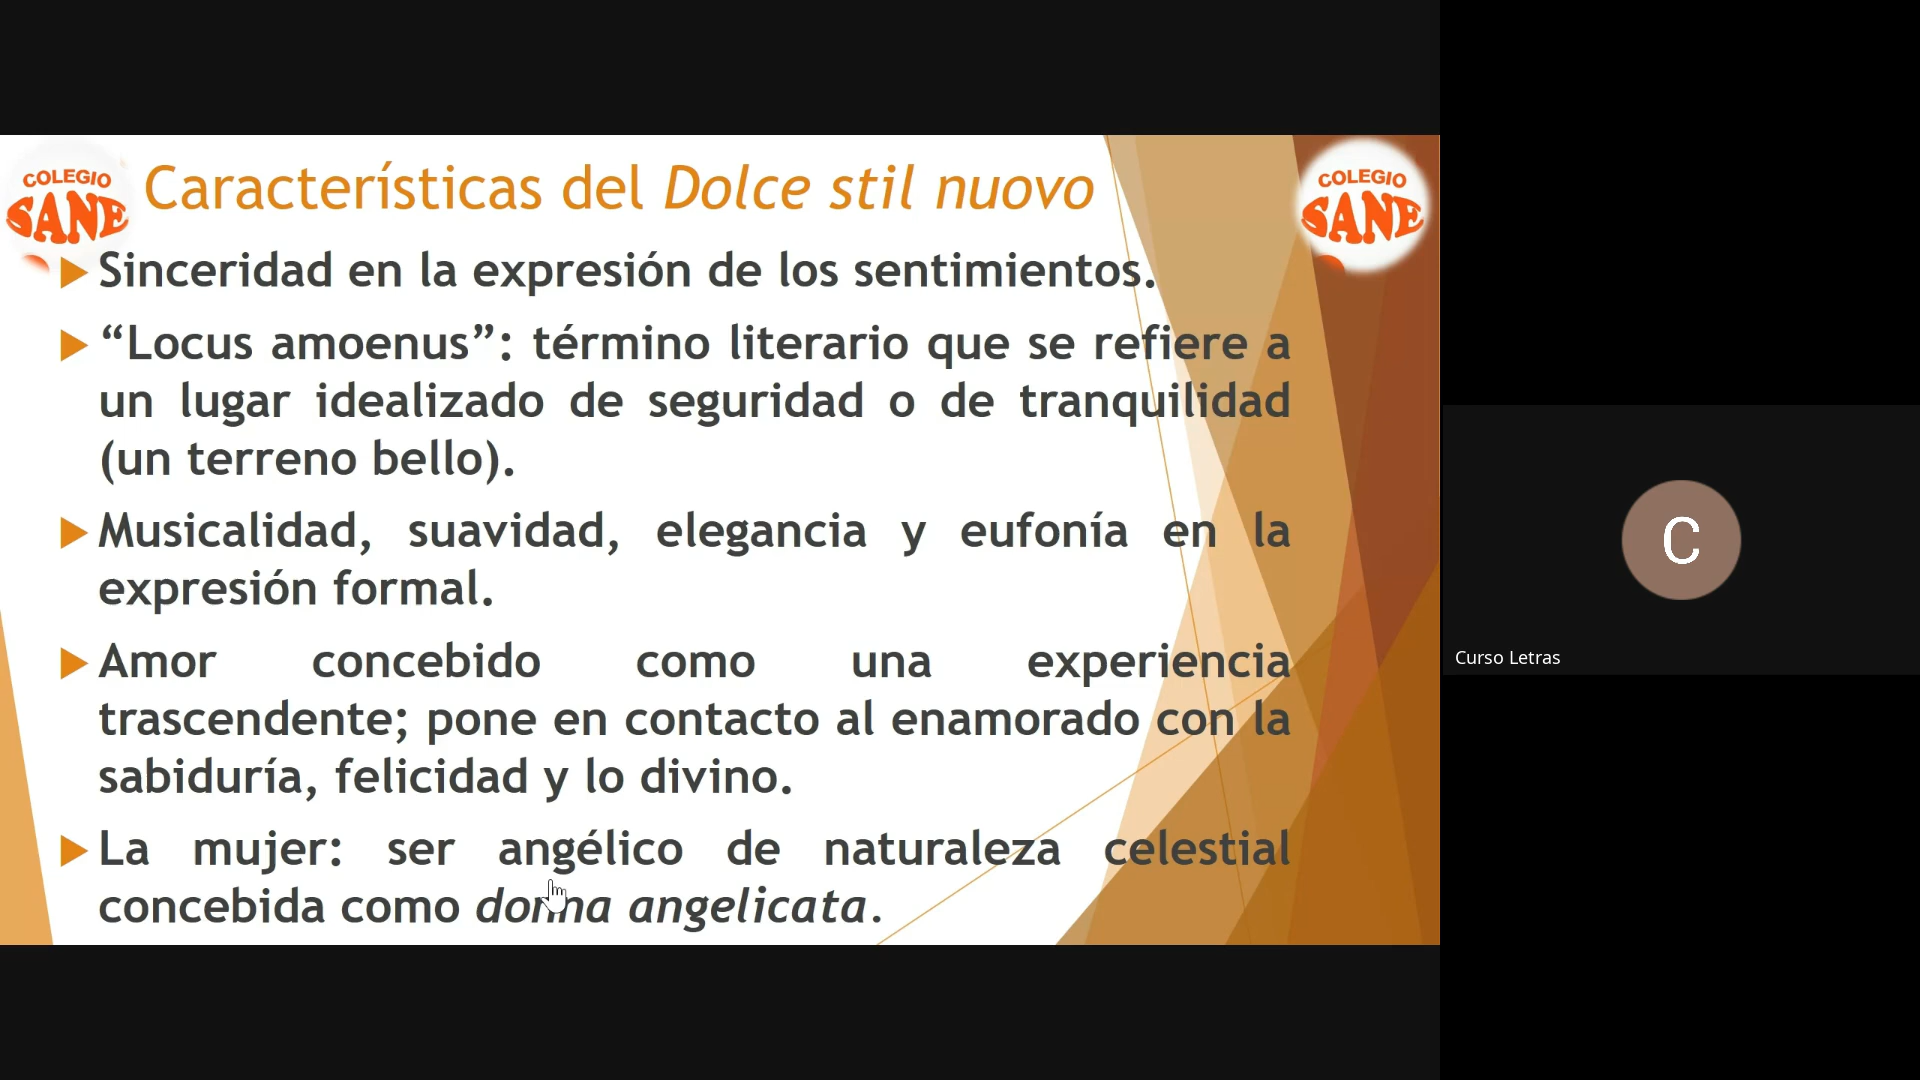 COLEGIO
SANE
Características del Dolce stil nuovo
COLEGIO
SANE
Sinceridad en la expresión de los sentimientos.
“Locus amoenus”: término literario que se refiere a
un lugar idealizado de seguridad o de tranquilidad
(un terreno bello).
Musicalidad, suavidad, elegancia y eufonía en la
expresión formal.
Amor concebido como una experiencia
trascendente; pone en contacto al enamorado con la
sabiduría, felicidad y lo divino.
La mujer: ser angélico de naturaleza celestial
concebida como donna angelicata.
C
Curso Letras